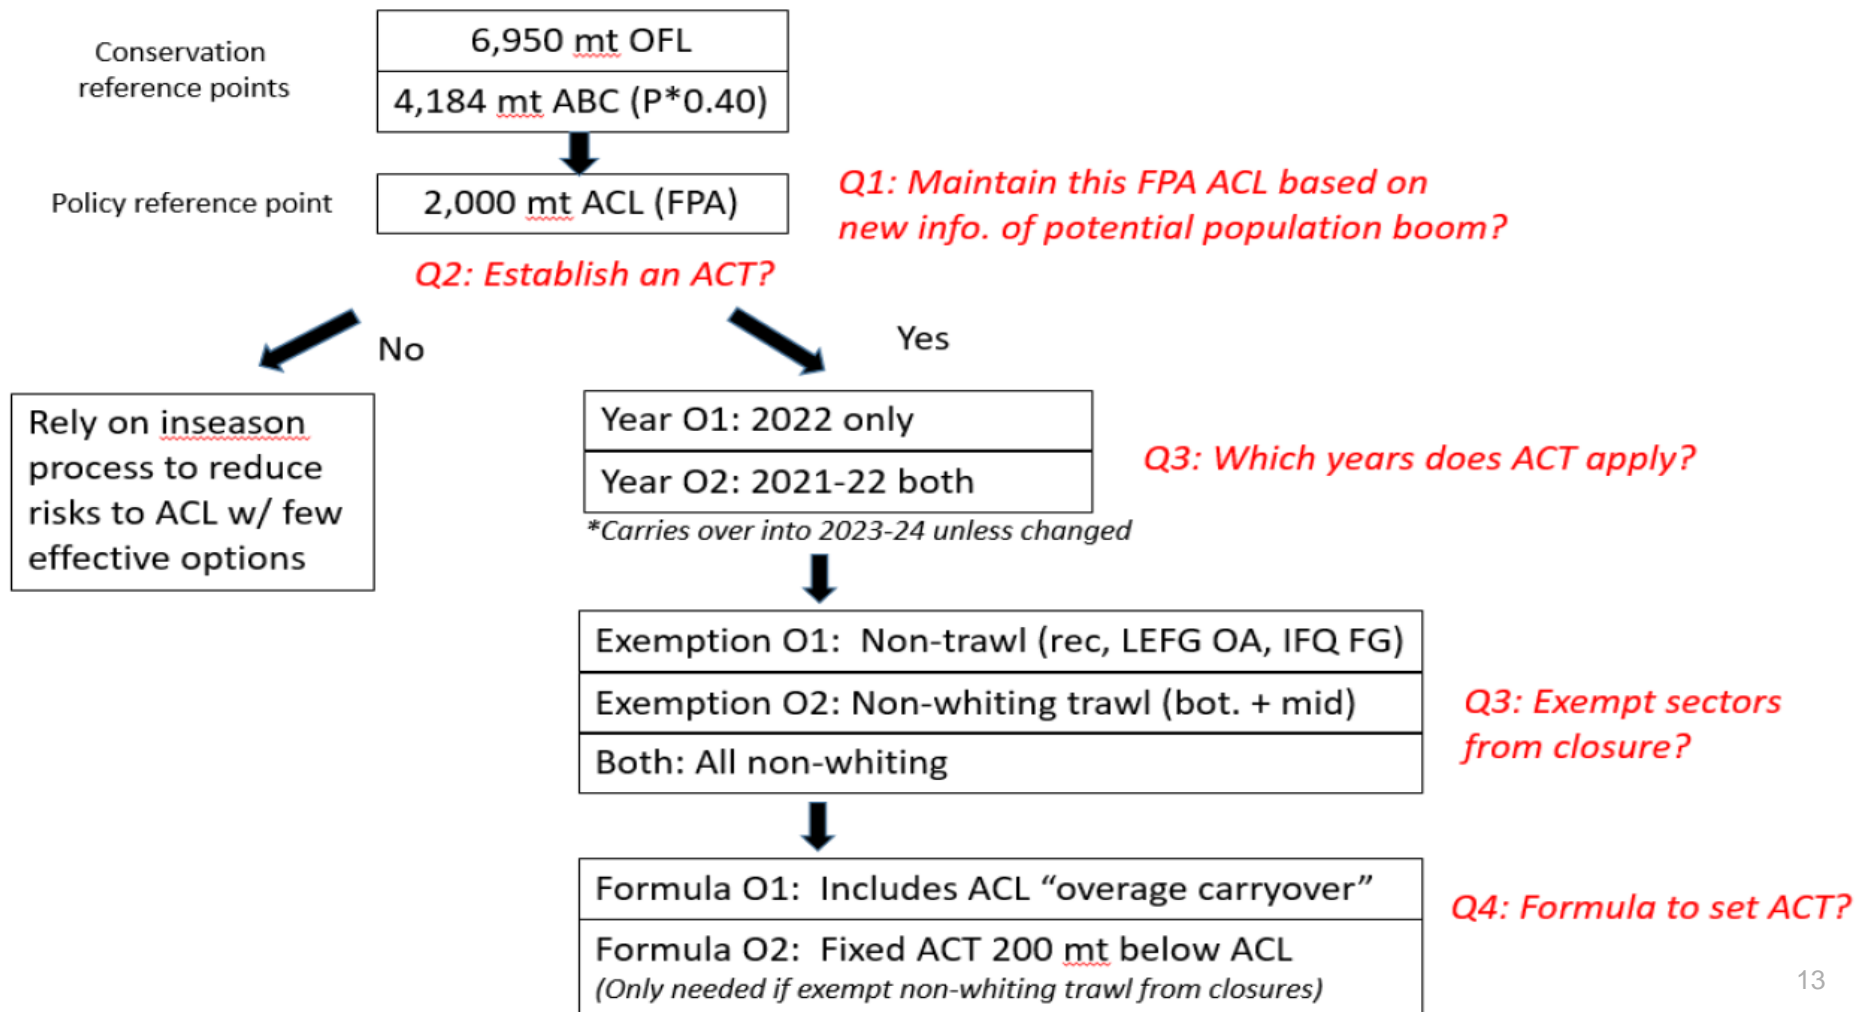 Conservation
reference points
6,950 mt OFL
4,184 mt ABC (P*0.40)
Policy reference point
2,000 mt ACL (FPA)
Q1: Maintain this FPA ACL based on
new info. of potential population boom?
Q2: Establish an ACT?
No
Yes
Rely on inseason
process to reduce
risks to ACL w/ few
effective options
Year O1: 2022 only
Year O2: 2021-22 both
*Carries over into 2023-24 unless changed
Q3: Which years does ACT apply?
Exemption O1:  Non-trawl (rec, LEFG OA, IFQ FG)
Exemption O2: Non-whiting trawl (bot. + mid)
Both: All non-whiting
Q3: Exempt sectors
from closure?
Formula O1:  Includes ACL “overage carryover”
Formula O2:  Fixed ACT 200 mt below ACL
(Only needed if exempt non-whiting trawl from closures)
Q4: Formula to set ACT?
13